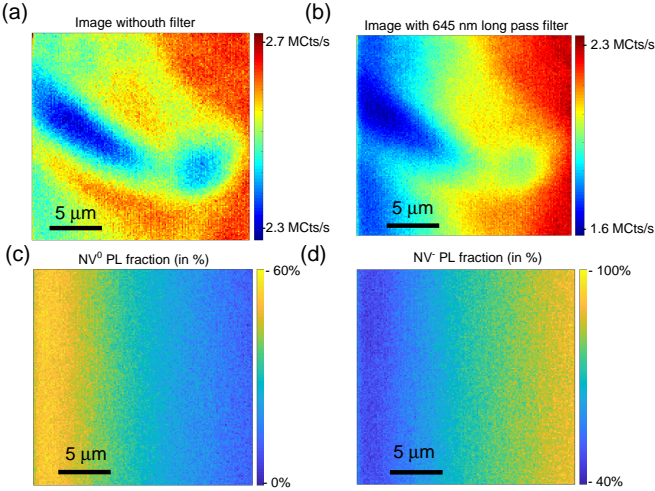 (a)
Image withouth filter
2.7 MCts/s
5 μm
2.3 MCts/s
(b)
Image with 645 nm long pass filter
2.3 MCts/s
5 μm
1.6 MCts/s
(c)
NV⁰ PL fraction (in %)
60%
5 μm
0%
(d)
NV⁻ PL fraction (in %)
100%
5 μm
40%